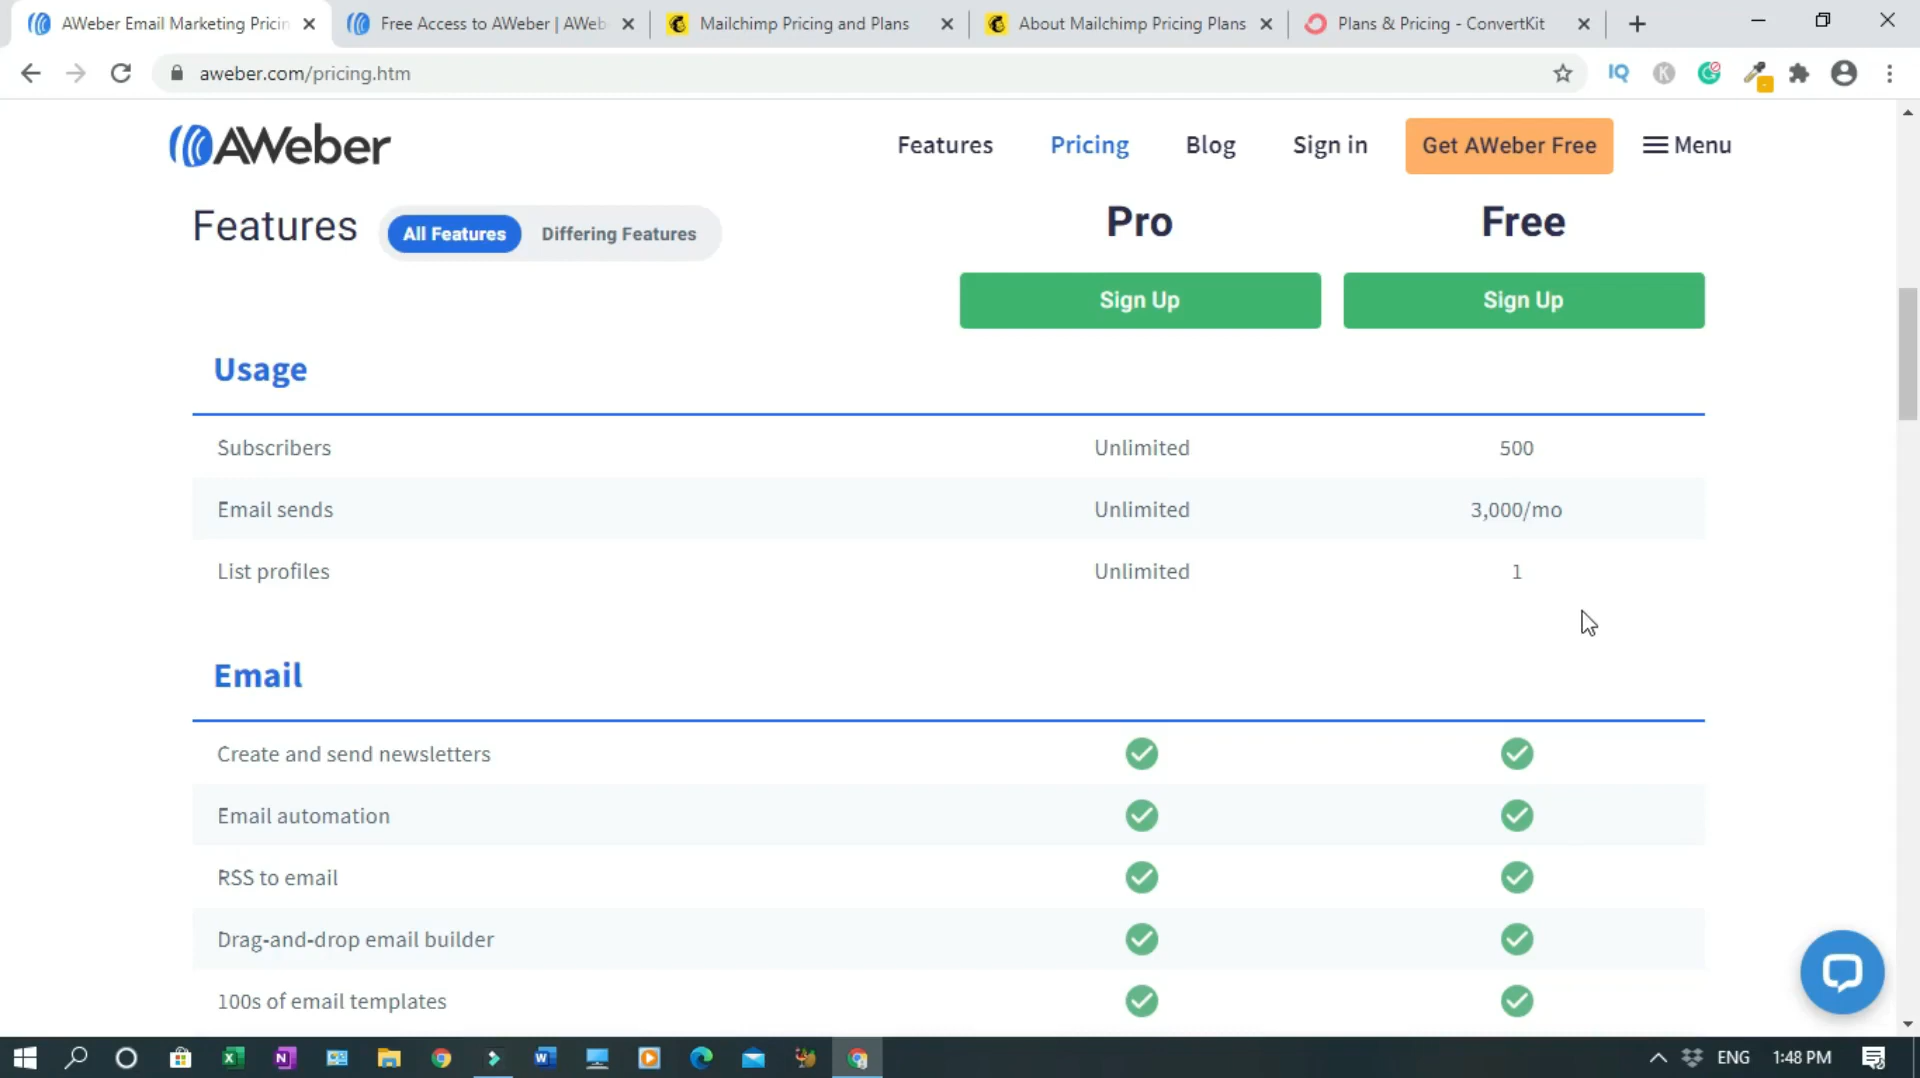 AWeber Email Marketing Pricin
Free Access to AWeber | AWeb
Mailchimp Pricing and Plans
About Mailchimp Pricing Plans
Plans & Pricing - ConvertKit
aweber.com/pricing.htm
IQ
K
AWeber
Features
Pricing
Blog
Sign in
Get AWeber Free
Menu
Features
All Features
Differing Features
Pro
Free
Sign Up
Sign Up
Usage
Subscribers Unlimited 500
Email sends Unlimited 3,000/mo
List profiles Unlimited 1
Email
Create and send newsletters
Email automation
RSS to email
Drag-and-drop email builder
100s of email templates
ENG
1:48 PM